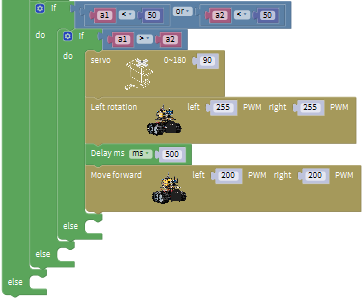 If a1 < 50 or a2 < 50
do If a1 > a2
do servo 0~180 90
Left rotation left 255 PWM right 255 PWM
Delay ms ms 500
Move forward left 200 PWM right 200 PWM
else
else
else